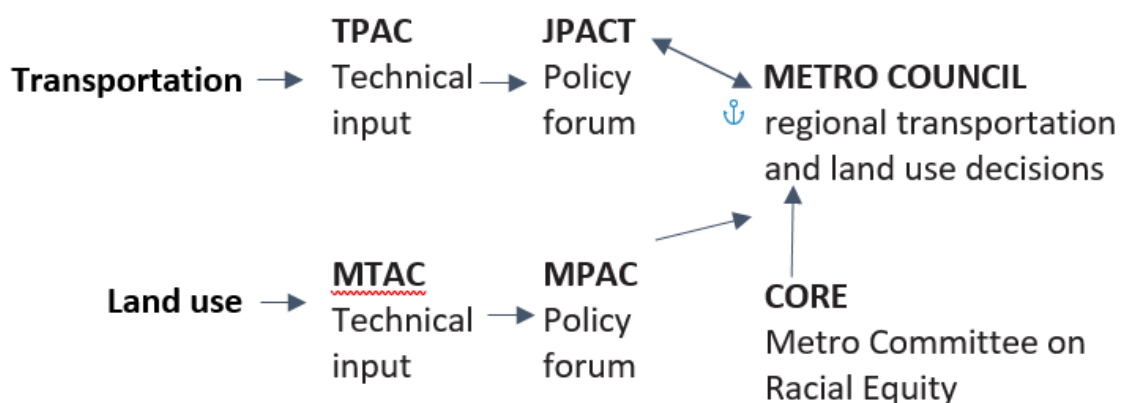 Transportation
TPAC
Technical
input
JPACT
Policy
forum
METRO COUNCIL
regional transportation
and land use decisions
Land use
MTAC
Technical
input
MPAC
Policy
forum
CORE
Metro Committee on
Racial Equity